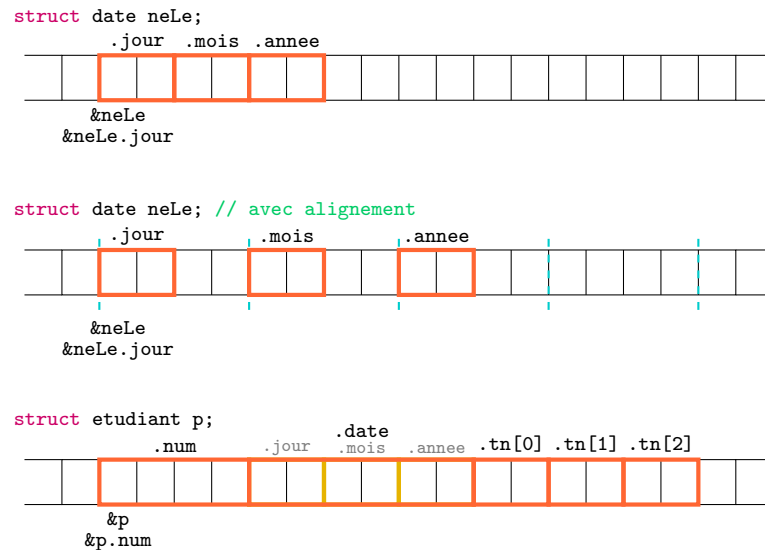 struct date neLe;
.jour .mois .annee
&neLe
&neLe.jour
struct date neLe; // avec alignement
.jour .mois .annee
&neLe
&neLe.jour
struct etudiant p;
.date
.num .jour .mois .annee .tn[0] .tn[1] .tn[2]
&p
&p.num